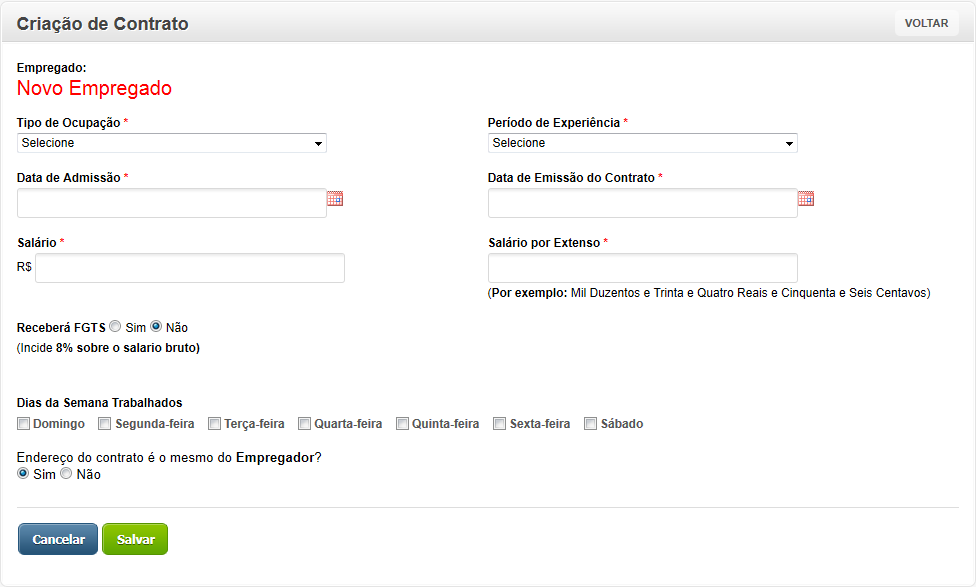 Criação de Contrato
VOLTAR
Empregado:
Novo Empregado
Tipo de Ocupação *
Período de Experiência *
Selecione
Selecione
Data de Admissão *
Data de Emissão do Contrato *
Salário *
Salário por Extenso *
R$
(Por exemplo: Mil Duzentos e Trinta e Quatro Reais e Cinquenta e Seis Centavos)
Receberá FGTS Sim Não
(Incide 8% sobre o salario bruto)
Dias da Semana Trabalhados
Domingo Segunda-feira Terça-feira Quarta-feira Quinta-feira Sexta-feira Sábado
Endereço do contrato é o mesmo do Empregador?
Sim Não
Cancelar Salvar